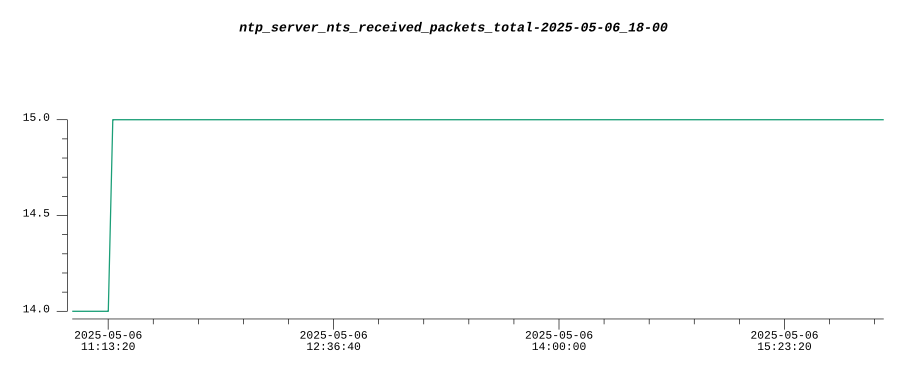 ntp_server_nts_received_packets_total-2025-05-06_18-00
15.0
14.5
14.0
2025-05-06 2025-05-06 2025-05-06 2025-05-06
11:13:20 12:36:40 14:00:00 15:23:20